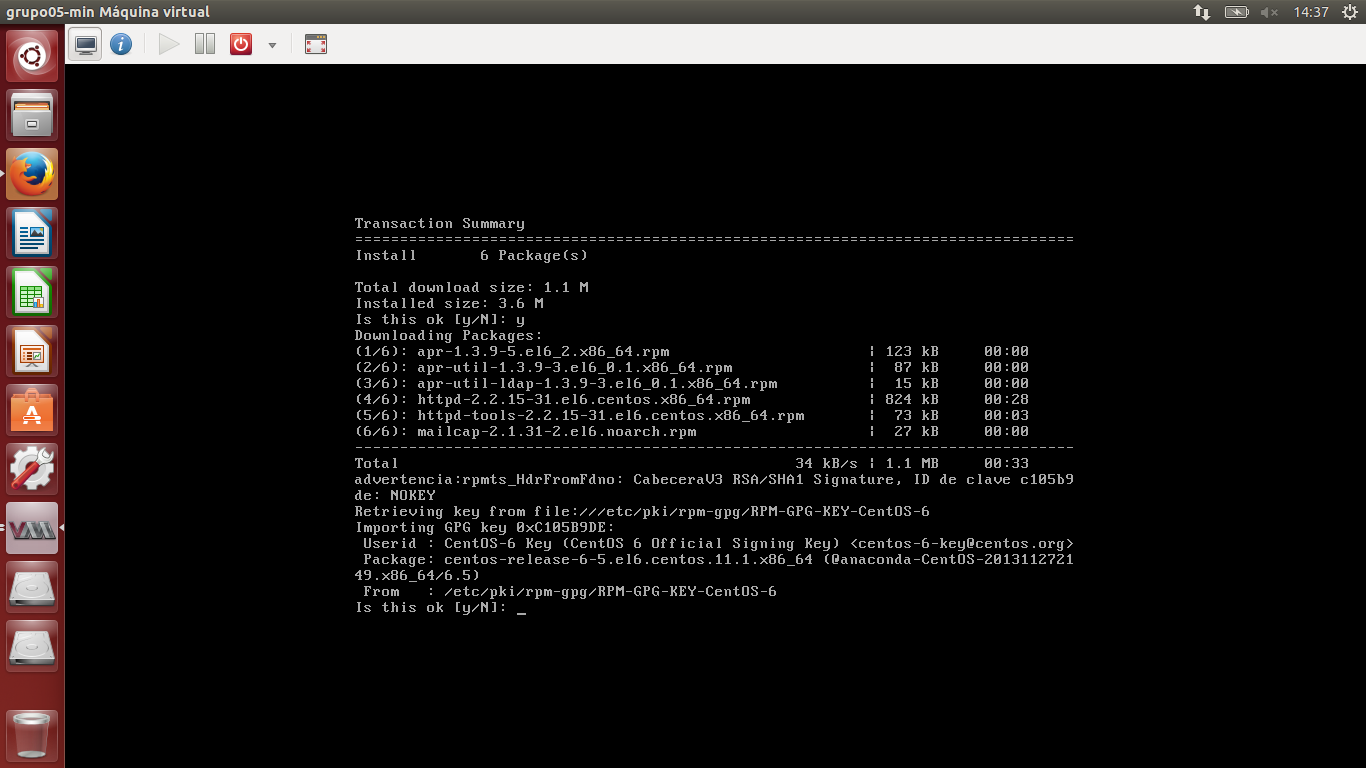 grupo05-min Máquina virtual
14:37
Transaction Summary
================================================================================
Install       6 Package(s)
Total download size: 1.1 M
Installed size: 3.6 M
Is this ok [y/N]: y
Downloading Packages:
(1/6): apr-1.3.9-5.el6_2.x86_64.rpm                      | 123 kB     00:00
(2/6): apr-util-1.3.9-3.el6_0.1.x86_64.rpm               |  87 kB     00:00
(3/6): apr-util-ldap-1.3.9-3.el6_0.1.x86_64.rpm          |  15 kB     00:00
(4/6): httpd-2.2.15-31.el6.centos.x86_64.rpm             | 824 kB     00:28
(5/6): httpd-tools-2.2.15-31.el6.centos.x86_64.rpm       |  73 kB     00:03
(6/6): mailcap-2.1.31-2.el6.noarch.rpm                   |  27 kB     00:00
--------------------------------------------------------------------------------
Total                                            34 kB/s | 1.1 MB     00:33
advertencia:rpmts_HdrFromFdno: CabeceraV3 RSA/SHA1 Signature, ID de clave c105b9
de: NOKEY
Retrieving key from file:///etc/pki/rpm-gpg/RPM-GPG-KEY-CentOS-6
Importing GPG key 0xC105B9DE:
 Userid : CentOS-6 Key (CentOS 6 Official Signing Key) <centos-6-key@centos.org>
 Package: centos-release-6-5.el6.centos.11.1.x86_64 (@anaconda-CentOS-2013112721
49.x86_64/6.5)
 From   : /etc/pki/rpm-gpg/RPM-GPG-KEY-CentOS-6
Is this ok [y/N]: _